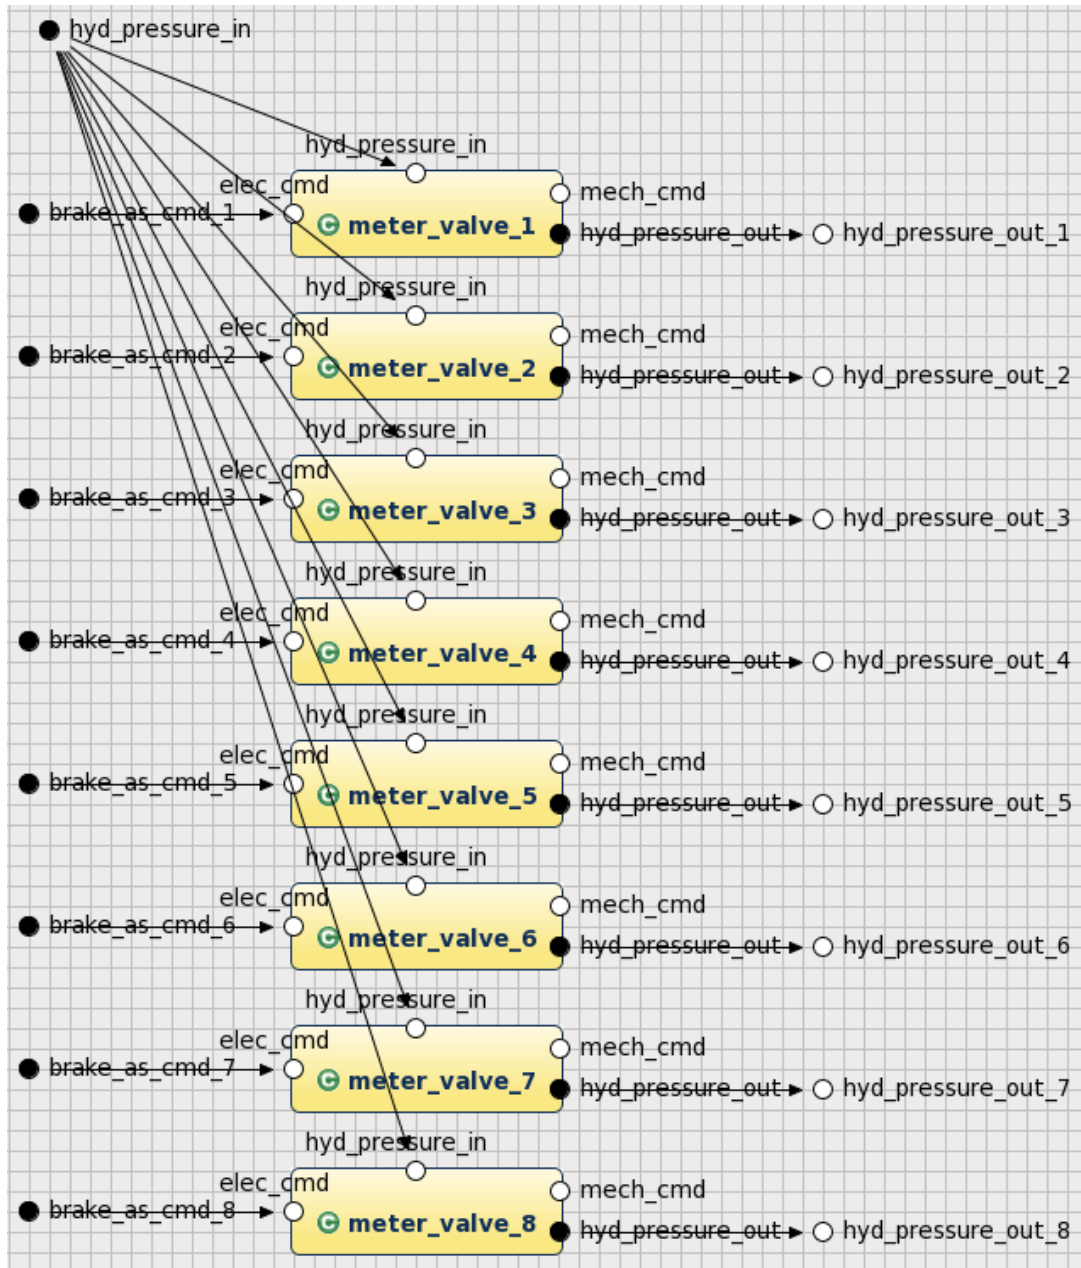 hyd_pressure_in
hyd_pressure_in
elec_cmd
mech_cmd
brake_as_cmd_1
C meter_valve_1
hyd_pressure_out
hyd_pressure_out_1
hyd_pressure_in
elec_cmd
mech_cmd
brake_as_cmd_2
C meter_valve_2
hyd_pressure_out
hyd_pressure_out_2
hyd_pressure_in
elec_cmd
mech_cmd
brake_as_cmd_3
C meter_valve_3
hyd_pressure_out
hyd_pressure_out_3
hyd_pressure_in
elec_cmd
mech_cmd
brake_as_cmd_4
C meter_valve_4
hyd_pressure_out
hyd_pressure_out_4
hyd_pressure_in
elec_cmd
mech_cmd
brake_as_cmd_5
C meter_valve_5
hyd_pressure_out
hyd_pressure_out_5
hyd_pressure_in
elec_cmd
mech_cmd
brake_as_cmd_6
C meter_valve_6
hyd_pressure_out
hyd_pressure_out_6
hyd_pressure_in
elec_cmd
mech_cmd
brake_as_cmd_7
C meter_valve_7
hyd_pressure_out
hyd_pressure_out_7
hyd_pressure_in
elec_cmd
mech_cmd
brake_as_cmd_8
C meter_valve_8
hyd_pressure_out
hyd_pressure_out_8